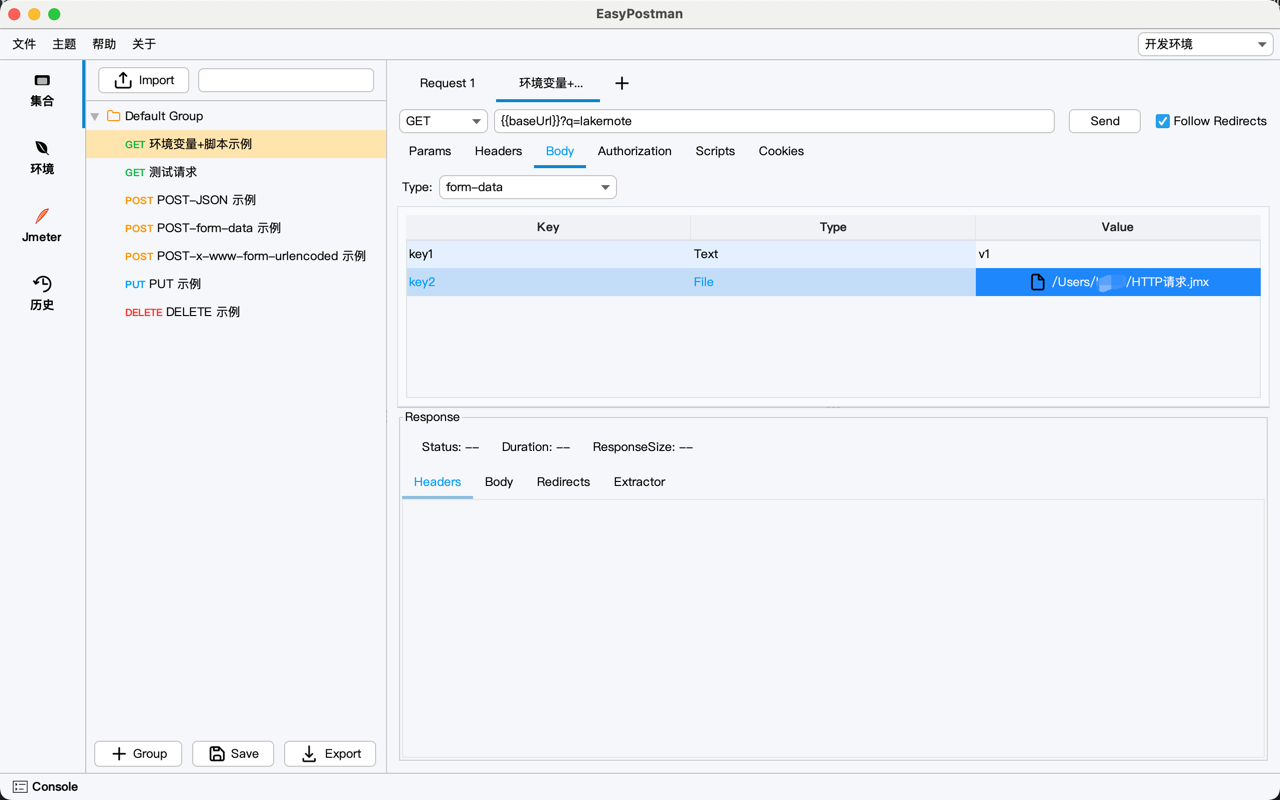 EasyPostman
文件 主题 帮助 关于
开发环境
集合
环境
Jmeter
历史
Import
Default Group
GET 环境变量+脚本示例
GET 测试请求
POST POST-JSON 示例
POST POST-form-data 示例
POST POST-x-www-form-urlencoded 示例
PUT PUT 示例
DELETE DELETE 示例
Group Save Export
Request 1 环境变量+... +
GET {{baseUrl}}?q=lakernote Send Follow Redirects
Params Headers Body Authorization Scripts Cookies
Type: form-data
Key Type Value
key1 Text v1
key2 File /Users/ /HTTP请求.jmx
Response
Status: -- Duration: -- ResponseSize: --
Headers Body Redirects Extractor
Console